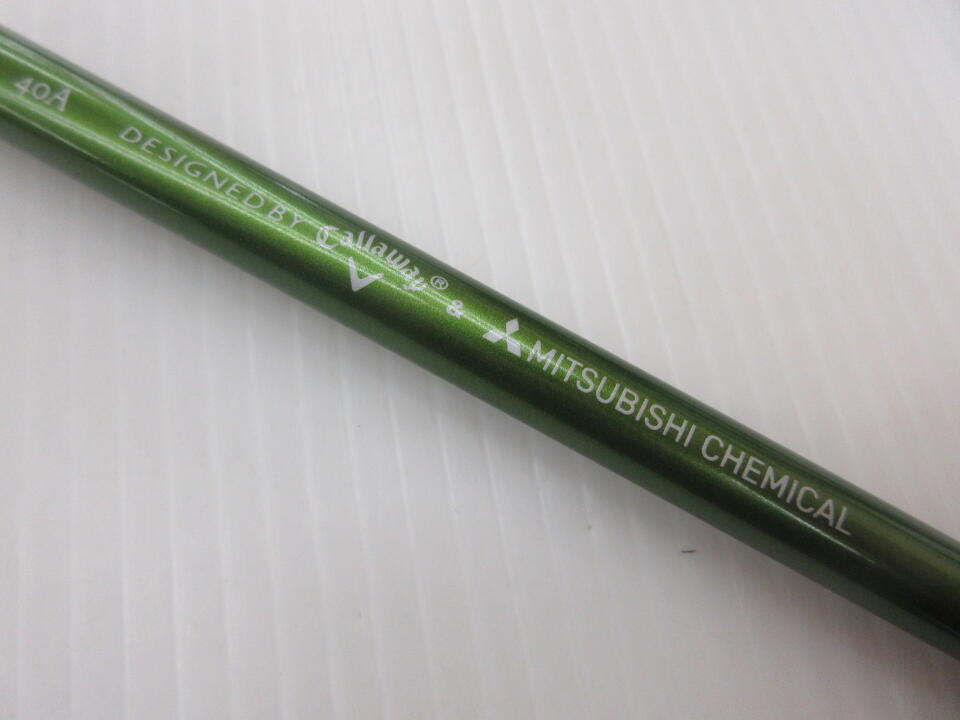 40A DESIGNED BY Callaway® & MITSUBISHI CHEMICAL